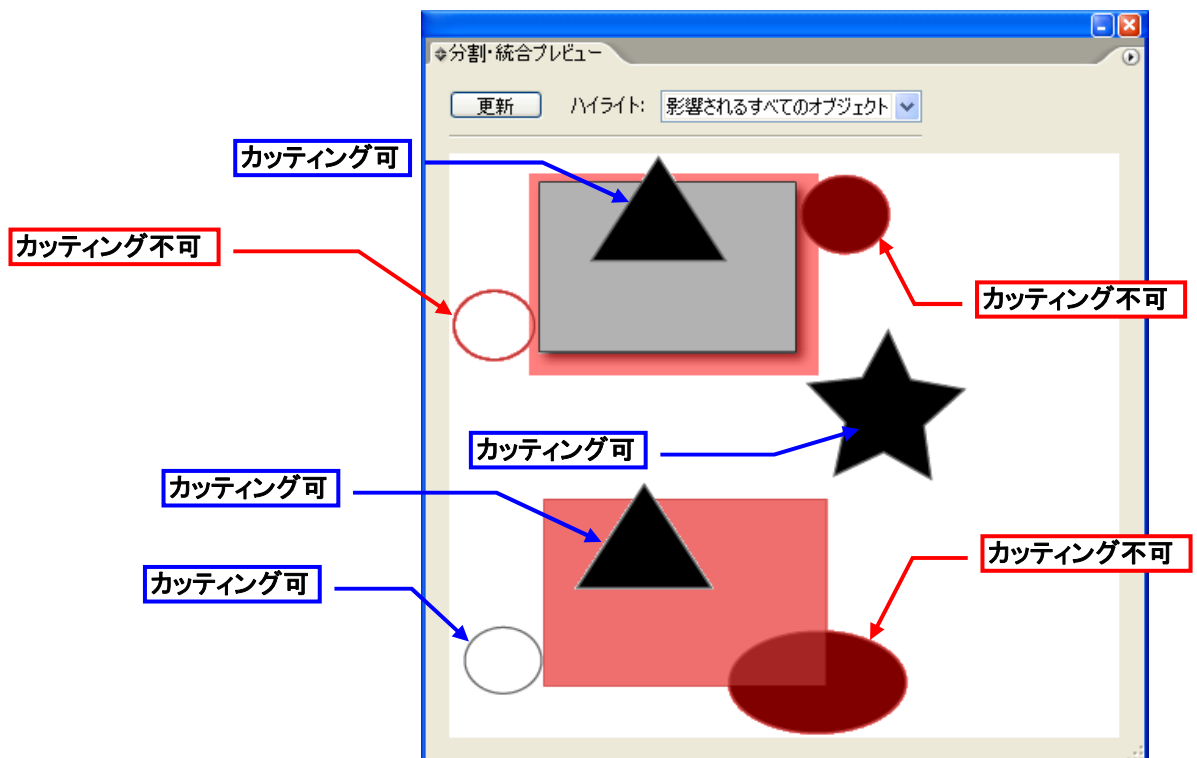 分割・統合プレビュー
更新 ハイライト: 影響されるすべてのオブジェクト
カッティング可
カッティング不可
カッティング不可
カッティング可
カッティング可
カッティング不可
カッティング可